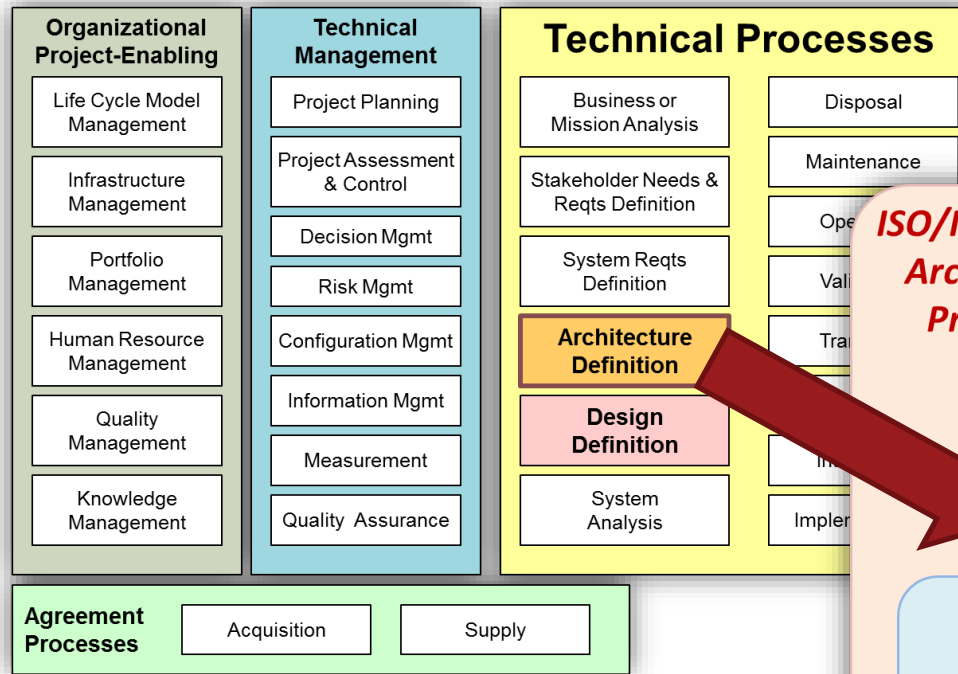 Organizational
Project-Enabling
Life Cycle Model
Management
Infrastructure
Management
Portfolio
Management
Human Resource
Management
Quality
Management
Knowledge
Management
Technical
Management
Project Planning
Project Assessment
& Control
Decision Mgmt
Risk Mgmt
Configuration Mgmt
Information Mgmt
Measurement
Quality Assurance
Technical Processes
Business or
Mission Analysis
Stakeholder Needs &
Reqts Definition
System Reqts
Definition
Architecture
Definition
Design
Definition
System
Analysis
Disposal
Maintenance
Agreement
Processes
Acquisition
Supply